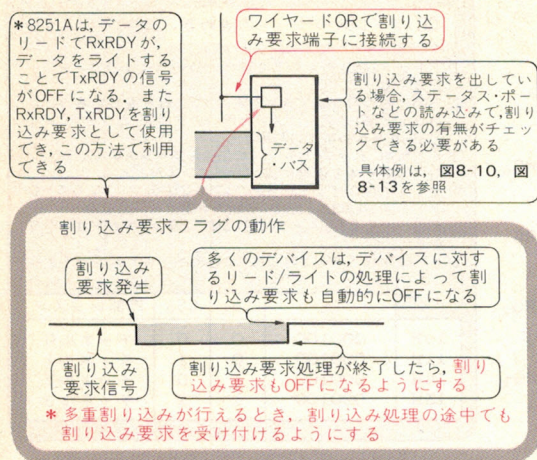 *8251Aは,データの
リードでRxRDYが,
データをライトする
ことでTxRDYの信号
がOFFになる．また
RxRDY, TxRDYを割り
込み要求として使用
でき,この方法で利用
できる
ワイヤードORで割り込
み要求端子に接続する
データ
・バス
割り込み要求を出してい
る場合,ステータス・ポー
トなどの読み込みで,割り
込み要求の有無がチェッ
クできる必要がある
具体例は, 図8-10, 図
8-13を参照
割り込み要求フラグの動作
割り込み
要求発生
多くのデバイスは,デバイスに対す
るリード/ライトの処理によって割
り込み要求も自動的にOFFになる
割り込み
要求信号
割り込み要求処理が終了したら,割り
込み要求もOFFになるようにする
*多重割り込みが行えるとき, 割り込み処理の途中でも
割り込み要求を受け付けるようにする